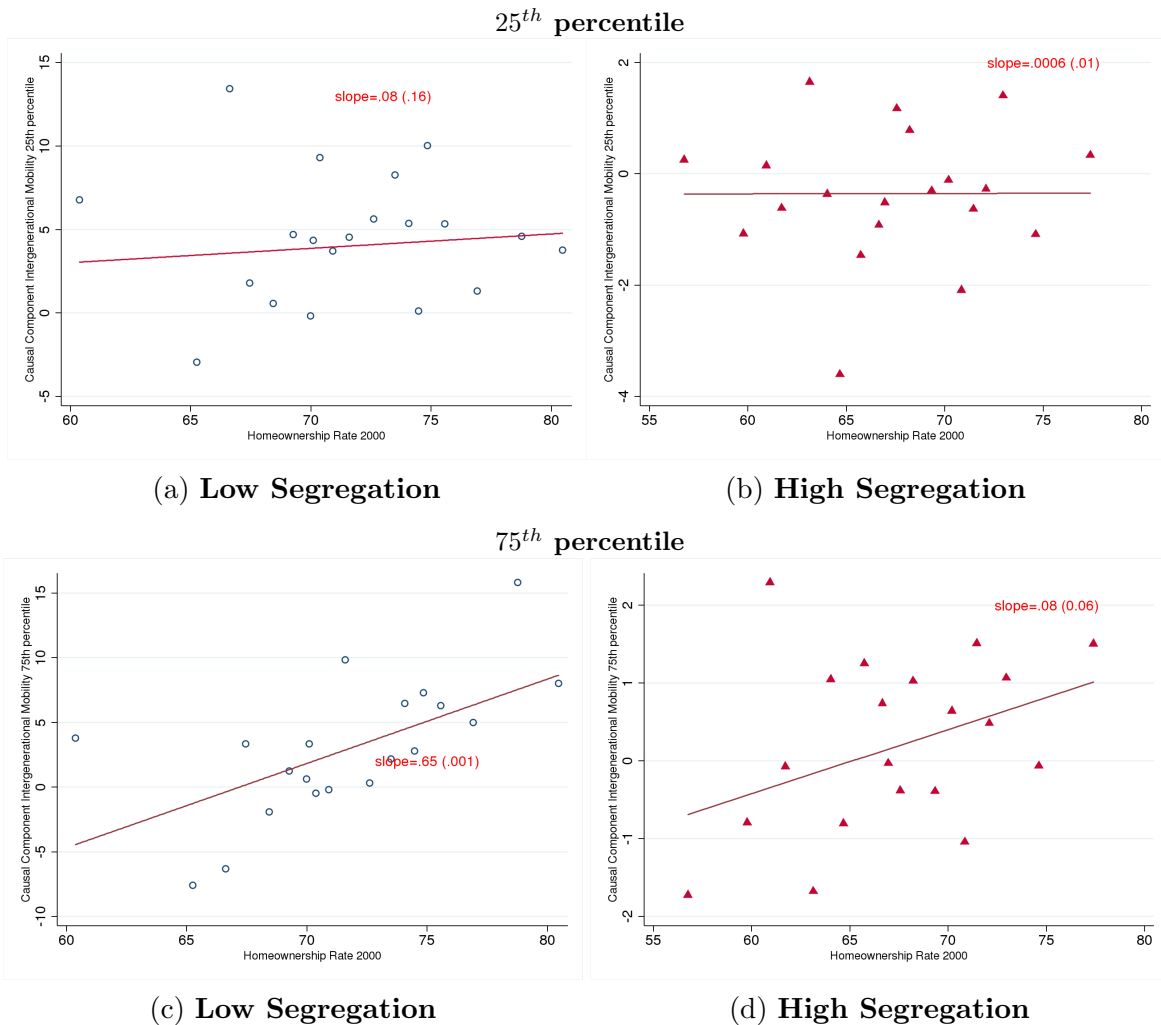 25th percentile
Causal Component Intergenerational Mobility 25th percentile
15
10
5
0
-5
slope=.08 (.16)
60 65 70 75 80
Homeownership Rate 2000
(a) Low Segregation
Causal Component Intergenerational Mobility 25th percentile
2
0
-2
-4
slope=.0006 (.01)
55 60 65 70 75 80
Homeownership Rate 2000
(b) High Segregation
75th percentile
Causal Component Intergenerational Mobility 75th percentile
15
10
5
0
-5
-10
slope=.65 (.001)
60 65 70 75 80
Homeownership Rate 2000
(c) Low Segregation
Causal Component Intergenerational Mobility 75th percentile
2
1
0
-1
-2
slope=.08 (0.06)
55 60 65 70 75 80
Homeownership Rate 2000
(d) High Segregation